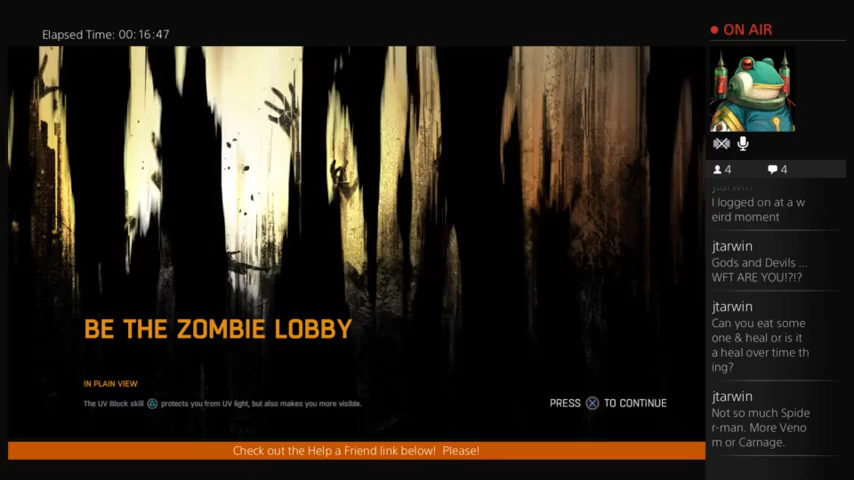 Elapsed Time: 00:16:47
BE THE ZOMBIE LOBBY
IN PLAIN VIEW
The UV Block skill protects you from UV light, but also makes you more visible.
PRESS TO CONTINUE
Check out the Help a Friend link below! Please!
ON AIR
4 4
jtarwin
I logged on at a w
eird moment
jtarwin
Gods and Devils ...
WFT ARE YOU!?!?
jtarwin
Can you eat some
one & heal or is it
a heal over time th
ing?
jtarwin
Not so much Spide
r-man. More Veno
m or Carnage.